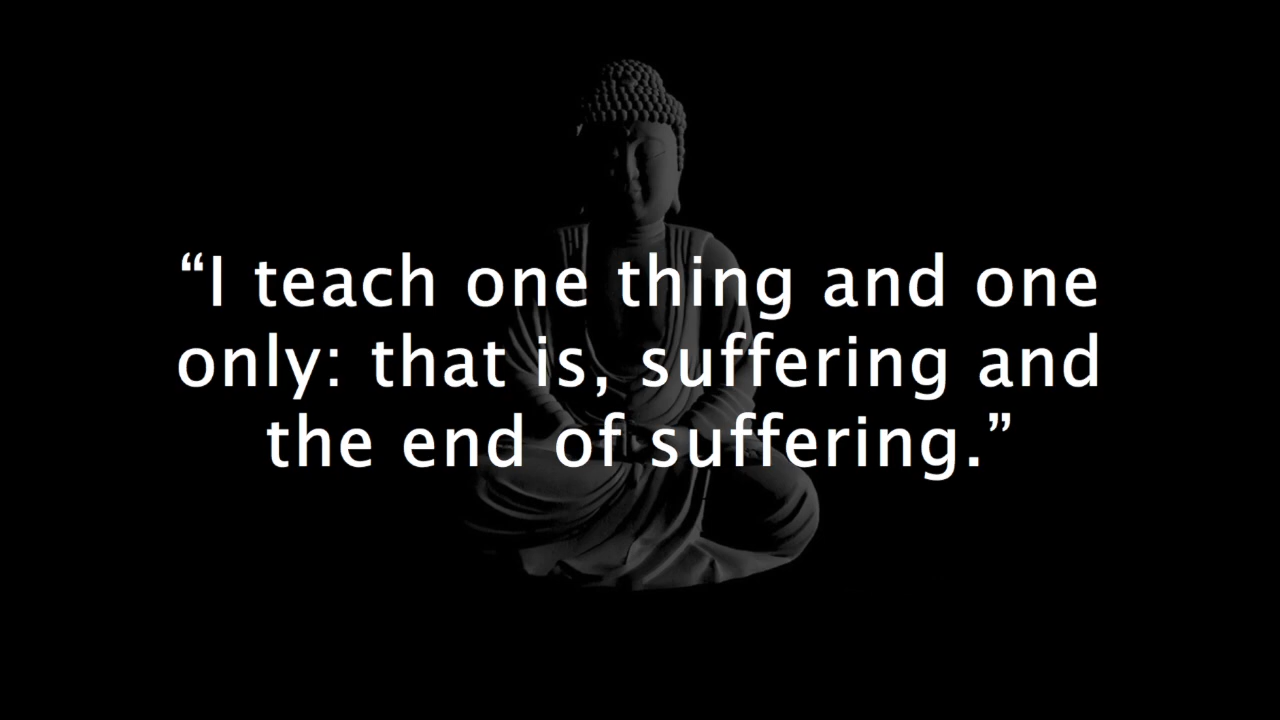 “I teach one thing and one
only: that is, suffering and
the end of suffering.”